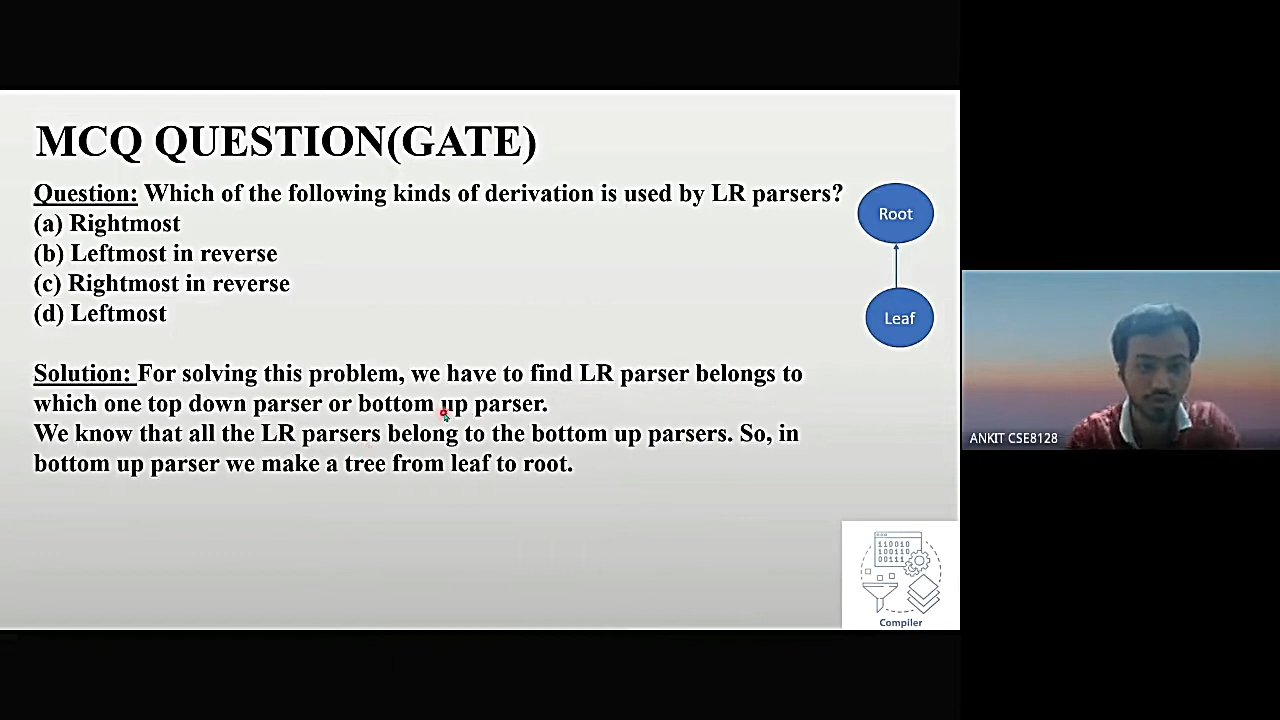 MCQ QUESTION(GATE)
Question: Which of the following kinds of derivation is used by LR parsers?
(a) Rightmost
(b) Leftmost in reverse
(c) Rightmost in reverse
(d) Leftmost
Root
Leaf
Solution: For solving this problem, we have to find LR parser belongs to
which one top down parser or bottom up parser.
We know that all the LR parsers belong to the bottom up parsers. So, in
bottom up parser we make a tree from leaf to root.
ANKIT CSE8128
110010
100110
00111
Compiler